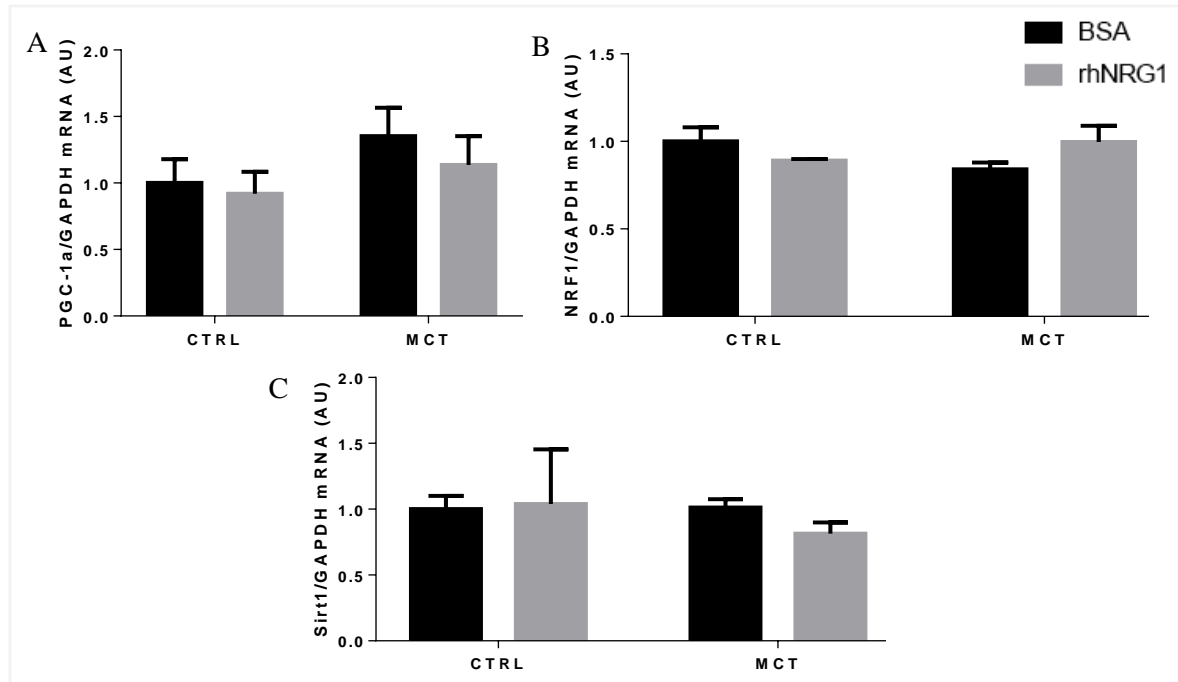 A
PGC-1a/GAPDH mRNA (AU)
2.0
1.5
1.0
0.5
0.0
CTRL
MCT
B
NRF1/GAPDH mRNA (AU)
1.5
1.0
0.5
0.0
CTRL
MCT
BSA
rhNRG1
C
Sirt1/GAPDH mRNA (AU)
2.0
1.5
1.0
0.5
0.0
CTRL
MCT